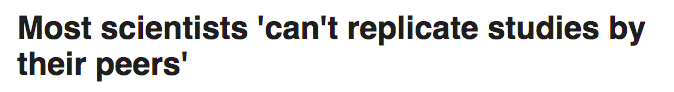 Most scientists 'can't replicate studies by
their peers'